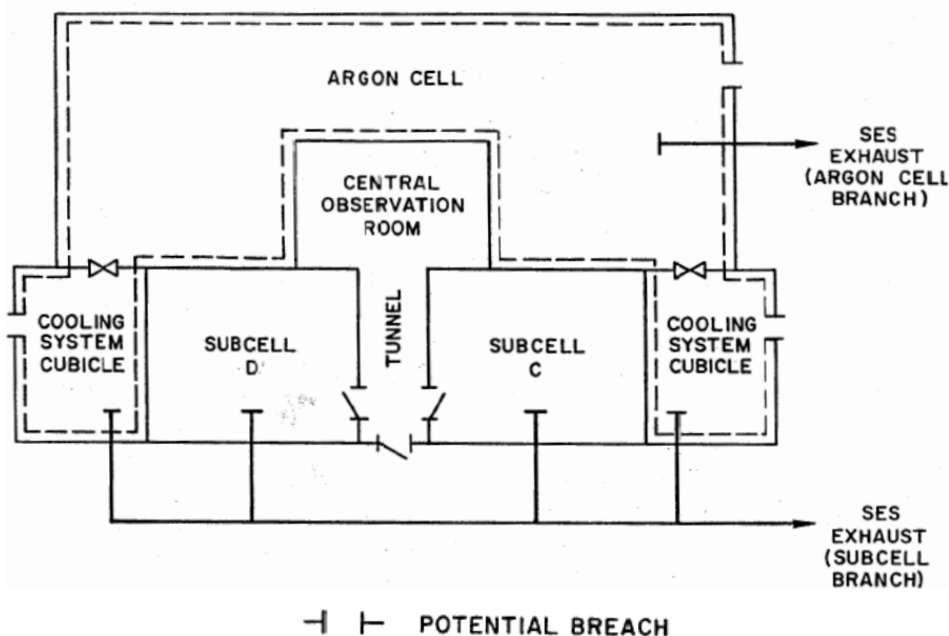 ARGON CELL
SES
EXHAUST
(ARGON CELL
BRANCH)
CENTRAL
OBSERVATION
ROOM
COOLING
SYSTEM
CUBICLE
SUBCELL
D
TUNNEL
SUBCELL
C
COOLING
SYSTEM
CUBICLE
SES
EXHAUST
(SUBCELL
BRANCH)
POTENTIAL BREACH